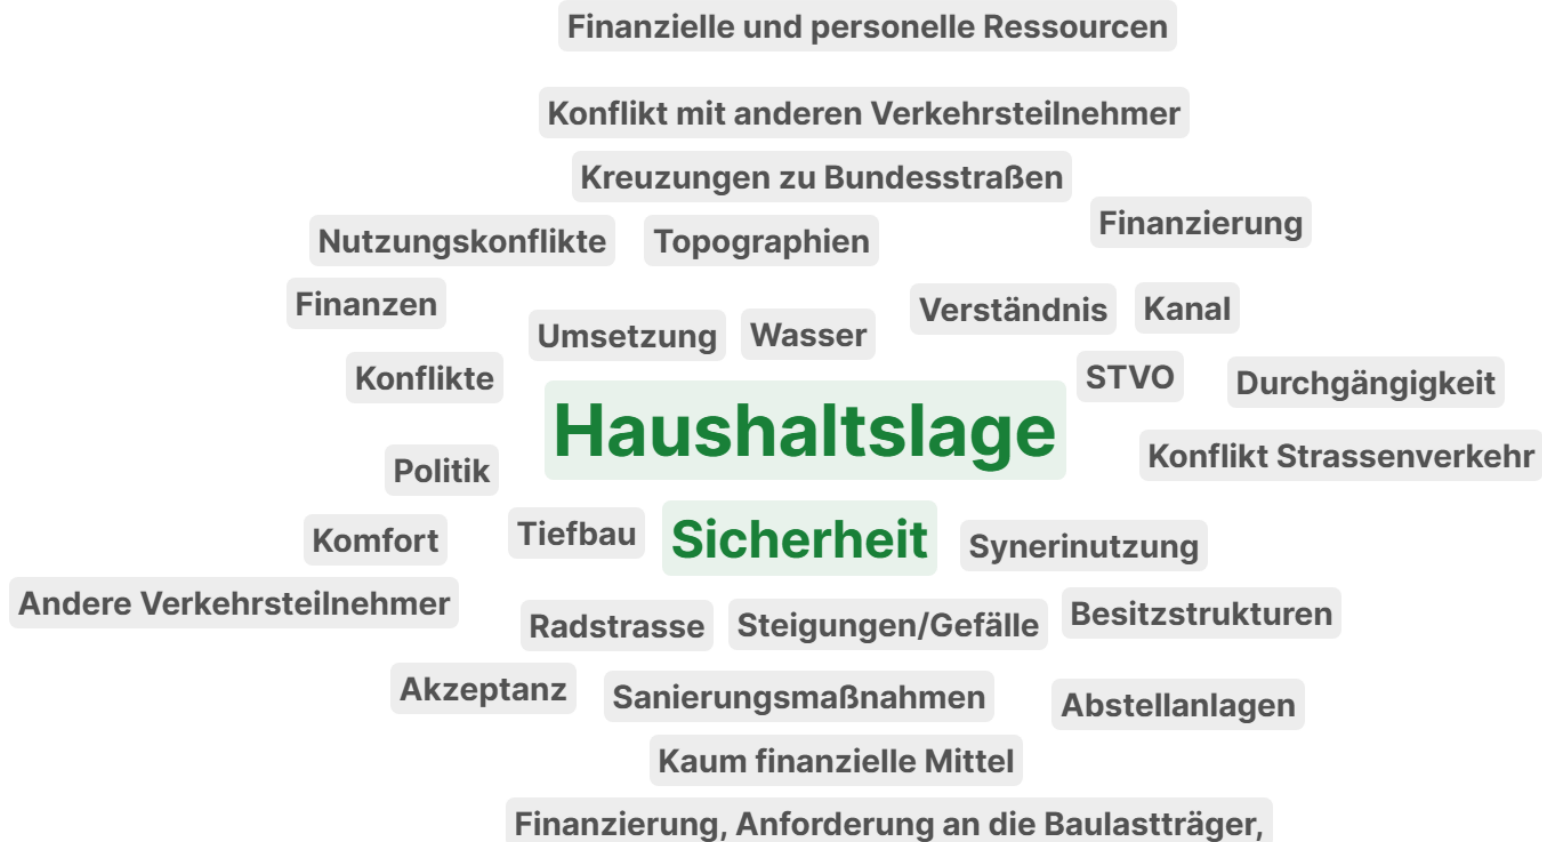 Finanzielle und personelle Ressourcen
Konflikt mit anderen Verkehrsteilnehmer
Kreuzungen zu Bundesstraßen
Finanzierung
Nutzungskonflikte
Topographien
Finanzen
Umsetzung
Wasser
Verständnis
Kanal
Konflikte
STVO
Durchgängigkeit
Haushaltslage
Konflikt Strassenverkehr
Politik
Komfort
Tiefbau
Sicherheit
Synerinutzung
Andere Verkehrsteilnehmer
Radstrasse
Steigungen/Gefälle
Besitzstrukturen
Akzeptanz
Sanierungsmaßnahmen
Abstellanlagen
Kaum finanzielle Mittel
Finanzierung, Anforderung an die Baulastträger,